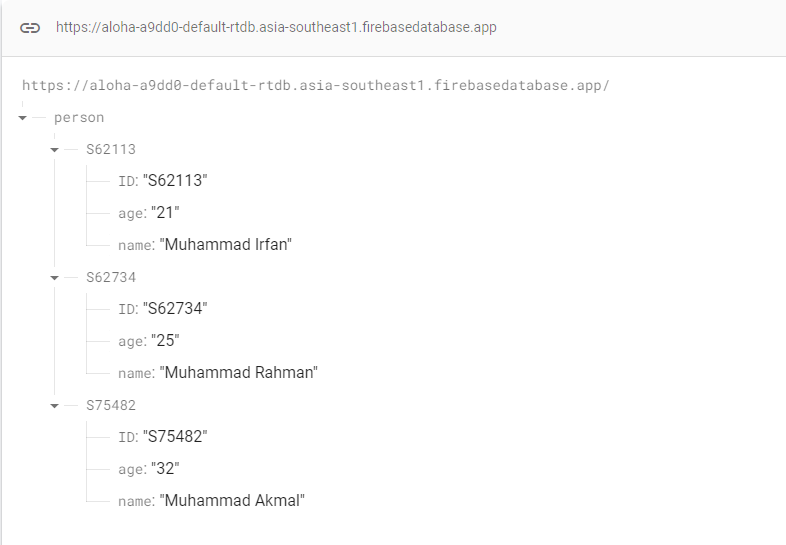 https://aloha-a9dd0-default-rtdb.asia-southeast1.firebasedatabase.app
https://aloha-a9dd0-default-rtdb.asia-southeast1.firebasedatabase.app/
person
S62113
ID: "S62113"
age: "21"
name: "Muhammad Irfan"
S62734
ID: "S62734"
age: "25"
name: "Muhammad Rahman"
S75482
ID: "S75482"
age: "32"
name: "Muhammad Akmal"